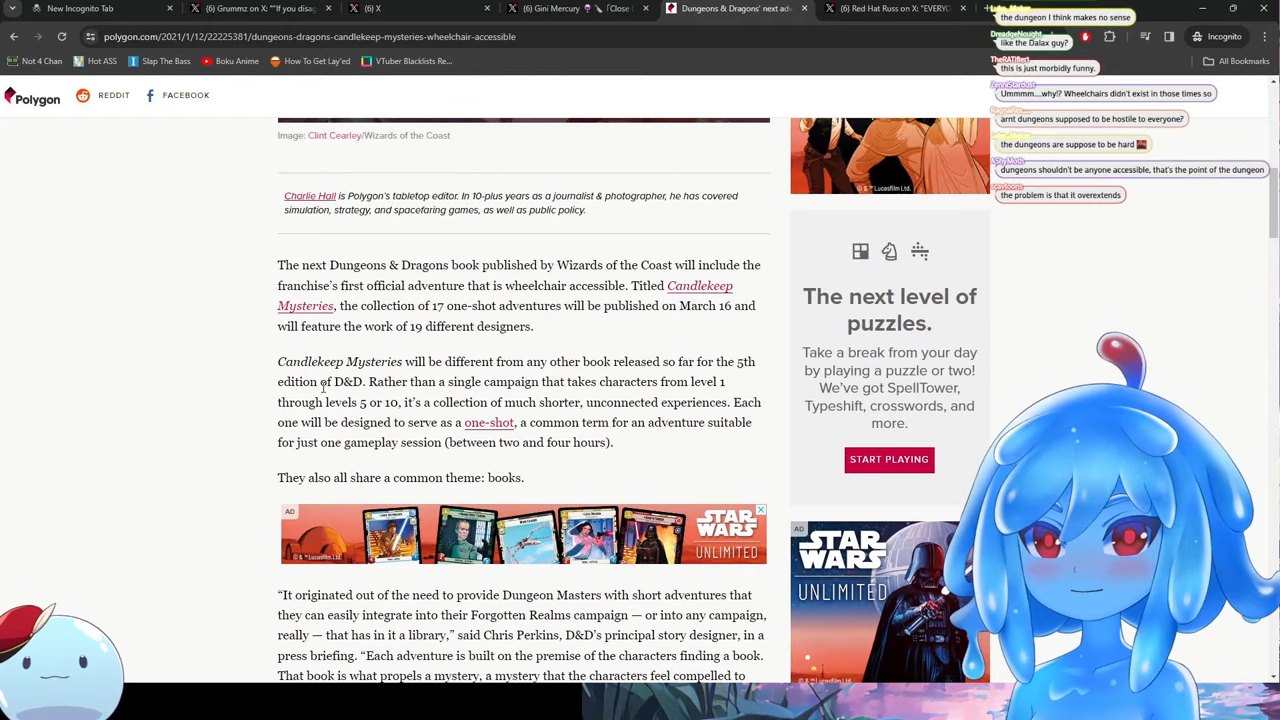 New Incognito
(6) Grummz on X: "“If you disa
(6) X
(6) Gini Mercury
[Close
Dungeons & Dragons' next adv
(6) Red Hat Russ on X: "EVERYO
polygon.com/2021/1/12/22225381/dungeons-and-dragons-
Incognito
Not 4 Chan
MyBOSS
Slap The Bass
Boku Anime
How To Draw
VTuber Blacklists Re...
All Bookmarks
Polygon
REDDIT
FACEBOOK
Image: Clint Cearley/Wizards of the Coast
Charlie Hall is Polygon's tabletop editor. In 10-plus years as a journalist & photographer, he has covered
simulation, strategy, and spacefaring games, as well as public policy.
The next Dungeons & Dragons book published by Wizards of the Coast will include the
franchise's first official adventure that is wheelchair accessible. Titled Candlekeep
Mysteries, the collection of 17 one-shot adventures will be published on March 16 and
will feature the work of 19 different designers.
Candlekeep Mysteries will be different from any other book released so far for the 5th
edition of D&D. Rather than a single campaign that takes characters from level 1
through levels 5 or 10, it's a collection of much shorter, unconnected experiences. Each
one will be designed to serve as a one-shot, a common term for an adventure suitable
for just one gameplay session (between two and four hours).
They also all share a common theme: books.
AD
STAR
WARS
UNLIMITED
© & ™ Lucasfilm Ltd.
“It originated out of the need to provide Dungeon Masters with short adventures that
they can easily integrate into their Forgotten Realms campaign — or into any campaign,
really — that has in it a library,” said Chris Perkins, D&D's principal story designer, in a
press briefing. “Each adventure is built on the premise of the characters finding a book.
That book is what propels a mystery, a mystery that the characters feel compelled to
© & ™ Lucasfilm Ltd.
The next level of
puzzles.
Take a break from your day
by playing a puzzle or two!
We've got SpellTower,
Typeshift, crosswords, and
more.
START PLAYING
AD
STAR
WARS
UNLIMITED
© & ™ Lucasfilm Ltd.
the dungeon I think makes no sense
DreadgeNought
like the Dalax guy?
TheRATifier1
this is just morbidly funny.
ZennStardust
Ummmm....why!? Wheelchairs didn't exist in those times so
arnt dungeons supposed to be hostile to everyone?
the dungeons are suppose to be hard
AShyMoth
dungeons shouldn't be anyone accessible, that's the point of the dungeon
the problem is that it overextends